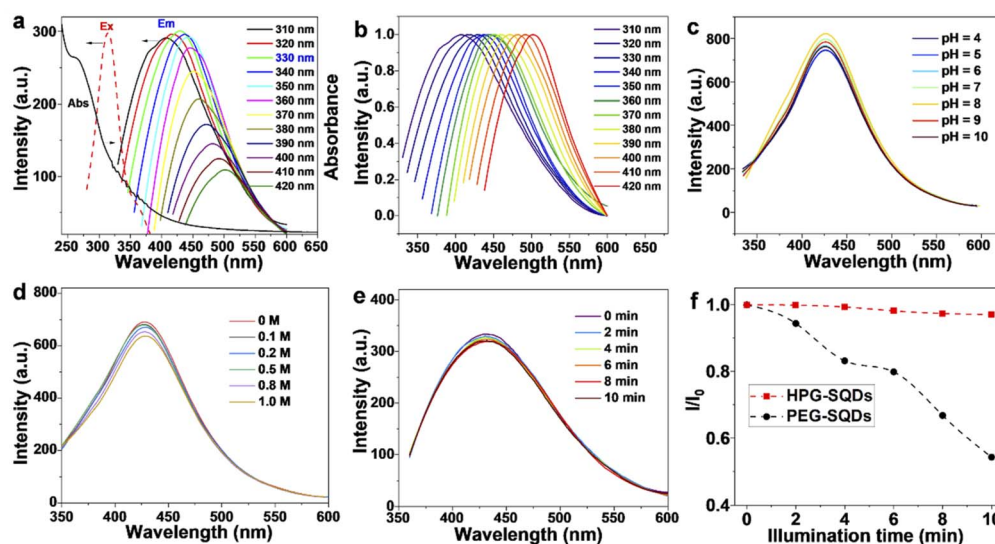 a
Intensity (a.u.)
300
200
100
Ex
Em
Abs
310 nm
320 nm
330 nm
340 nm
350 nm
360 nm
370 nm
380 nm
390 nm
400 nm
410 nm
420 nm
Absorbance
250 300 350 400 450 500 550 600 650
Wavelength (nm)
b
Intensity (a.u.)
1.0
0.8
0.6
0.4
0.2
0.0
310 nm
320 nm
330 nm
340 nm
350 nm
360 nm
370 nm
380 nm
390 nm
400 nm
410 nm
420 nm
350 400 450 500 550 600 650
Wavelength (nm)
c
Intensity (a.u.)
800
600
400
200
0
pH = 4
pH = 5
pH = 6
pH = 7
pH = 8
pH = 9
pH = 10
350 400 450 500 550 600
Wavelength (nm)
d
Intensity (a.u.)
800
600
400
200
0
0 M
0.1 M
0.2 M
0.5 M
0.8 M
1.0 M
350 400 450 500 550 600
Wavelength (nm)
e
Intensity (a.u.)
400
300
200
100
0
0 min
2 min
4 min
6 min
8 min
10 min
350 400 450 500 550 600
Wavelength (nm)
f
I/I0
1.0
0.8
0.6
0.4
HPG-SQDs
PEG-SQDs
0 2 4 6 8 10
Illumination time (min)